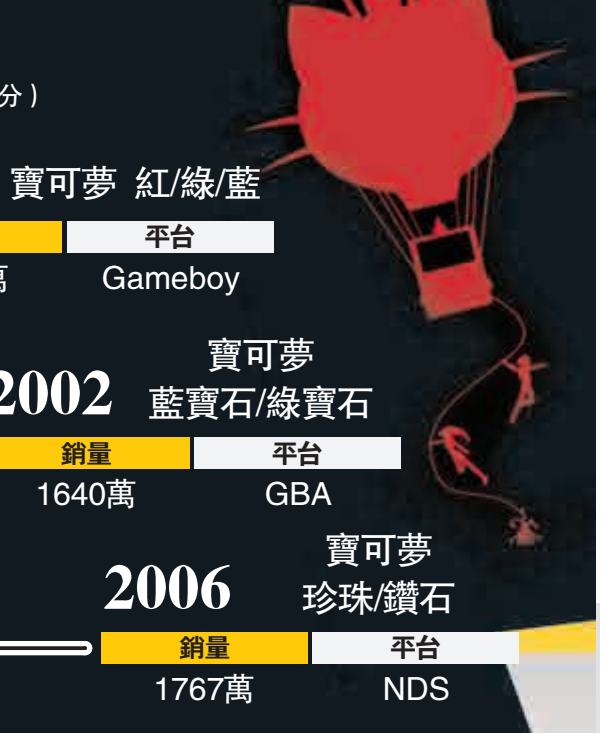 分）
寶可夢 紅/綠/藍
平台
萬 Gameboy
寶可夢
2002 藍寶石/綠寶石
銷量 平台
1640萬 GBA
寶可夢
2006 珍珠/鑽石
銷量 平台
1767萬 NDS